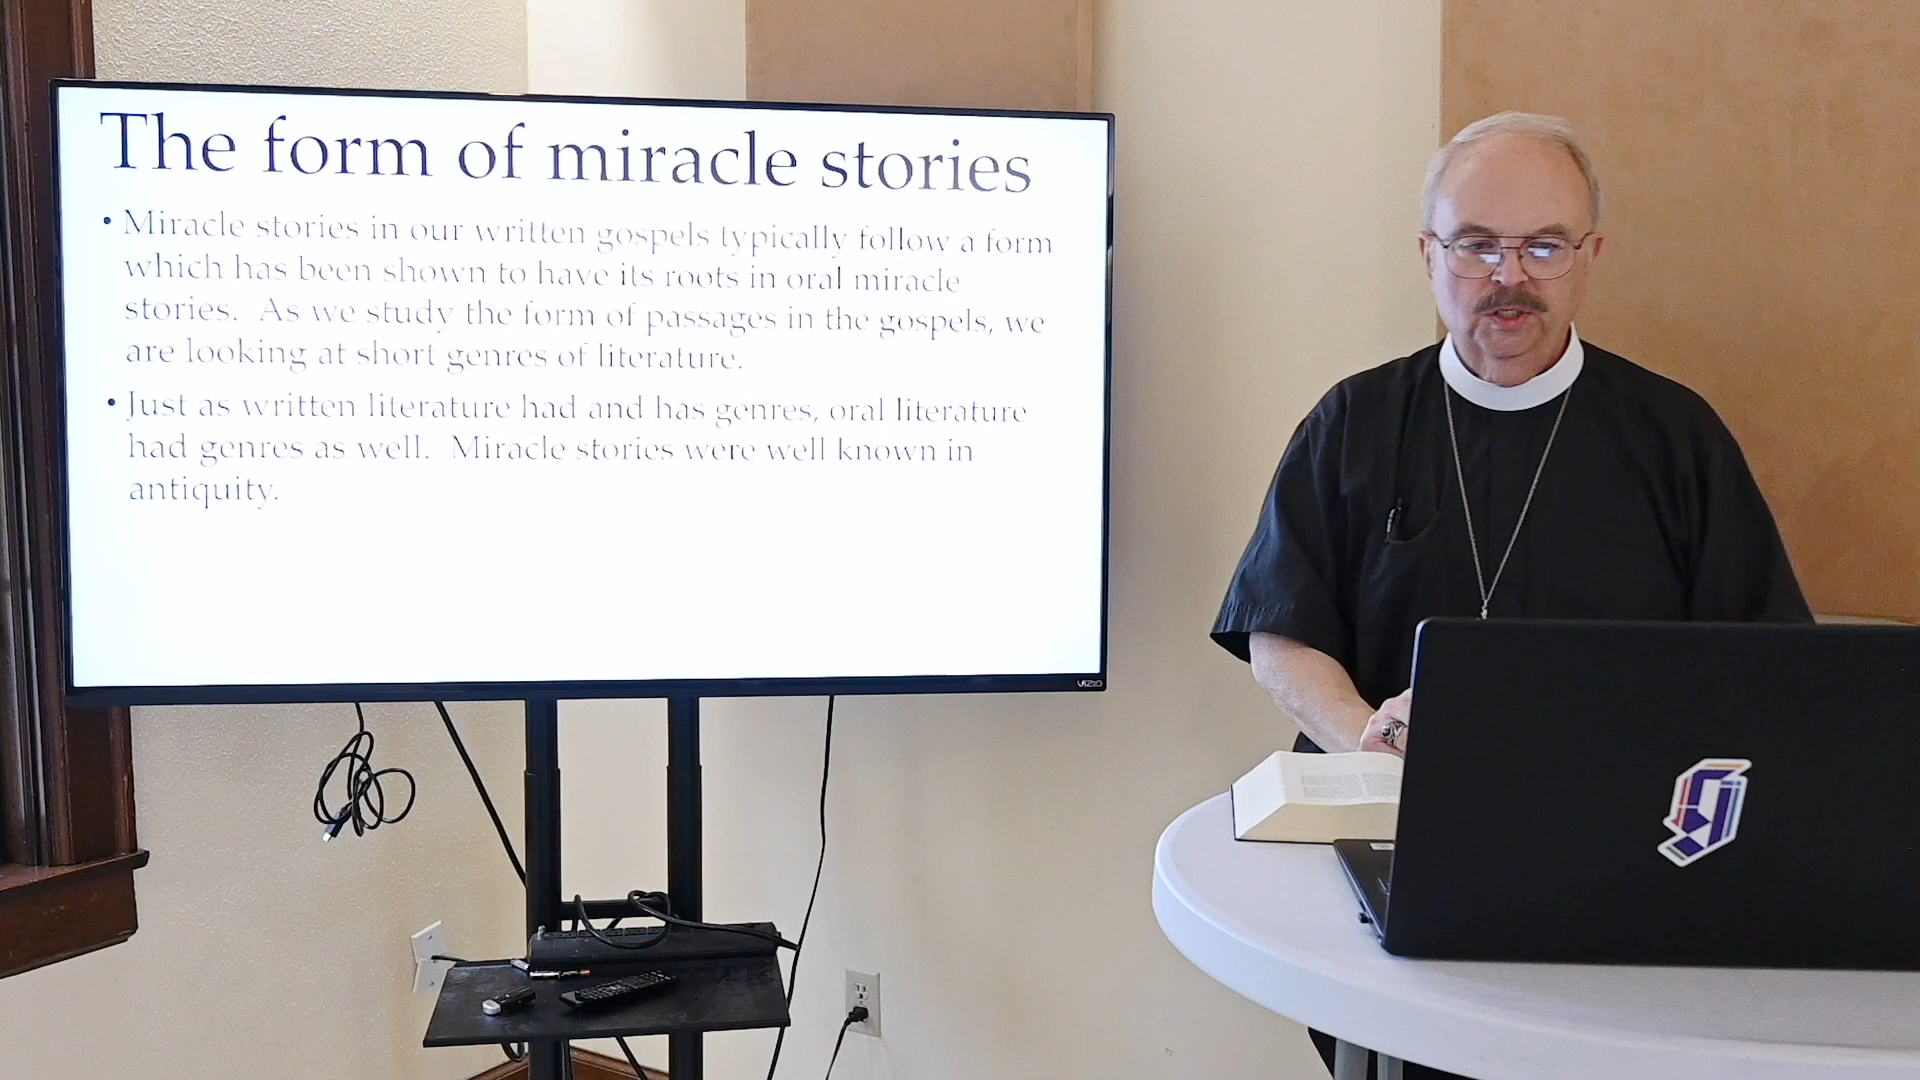 The form of miracle stories
• Miracle stories in our written gospels typically follow a form
which has been shown to have its roots in oral miracle
stories.  As we study the form of passages in the gospels, we
are looking at short genres of literature.
• Just as written literature had and has genres, oral literature
had genres as well.  Miracle stories were well known in
antiquity.
VIZIO